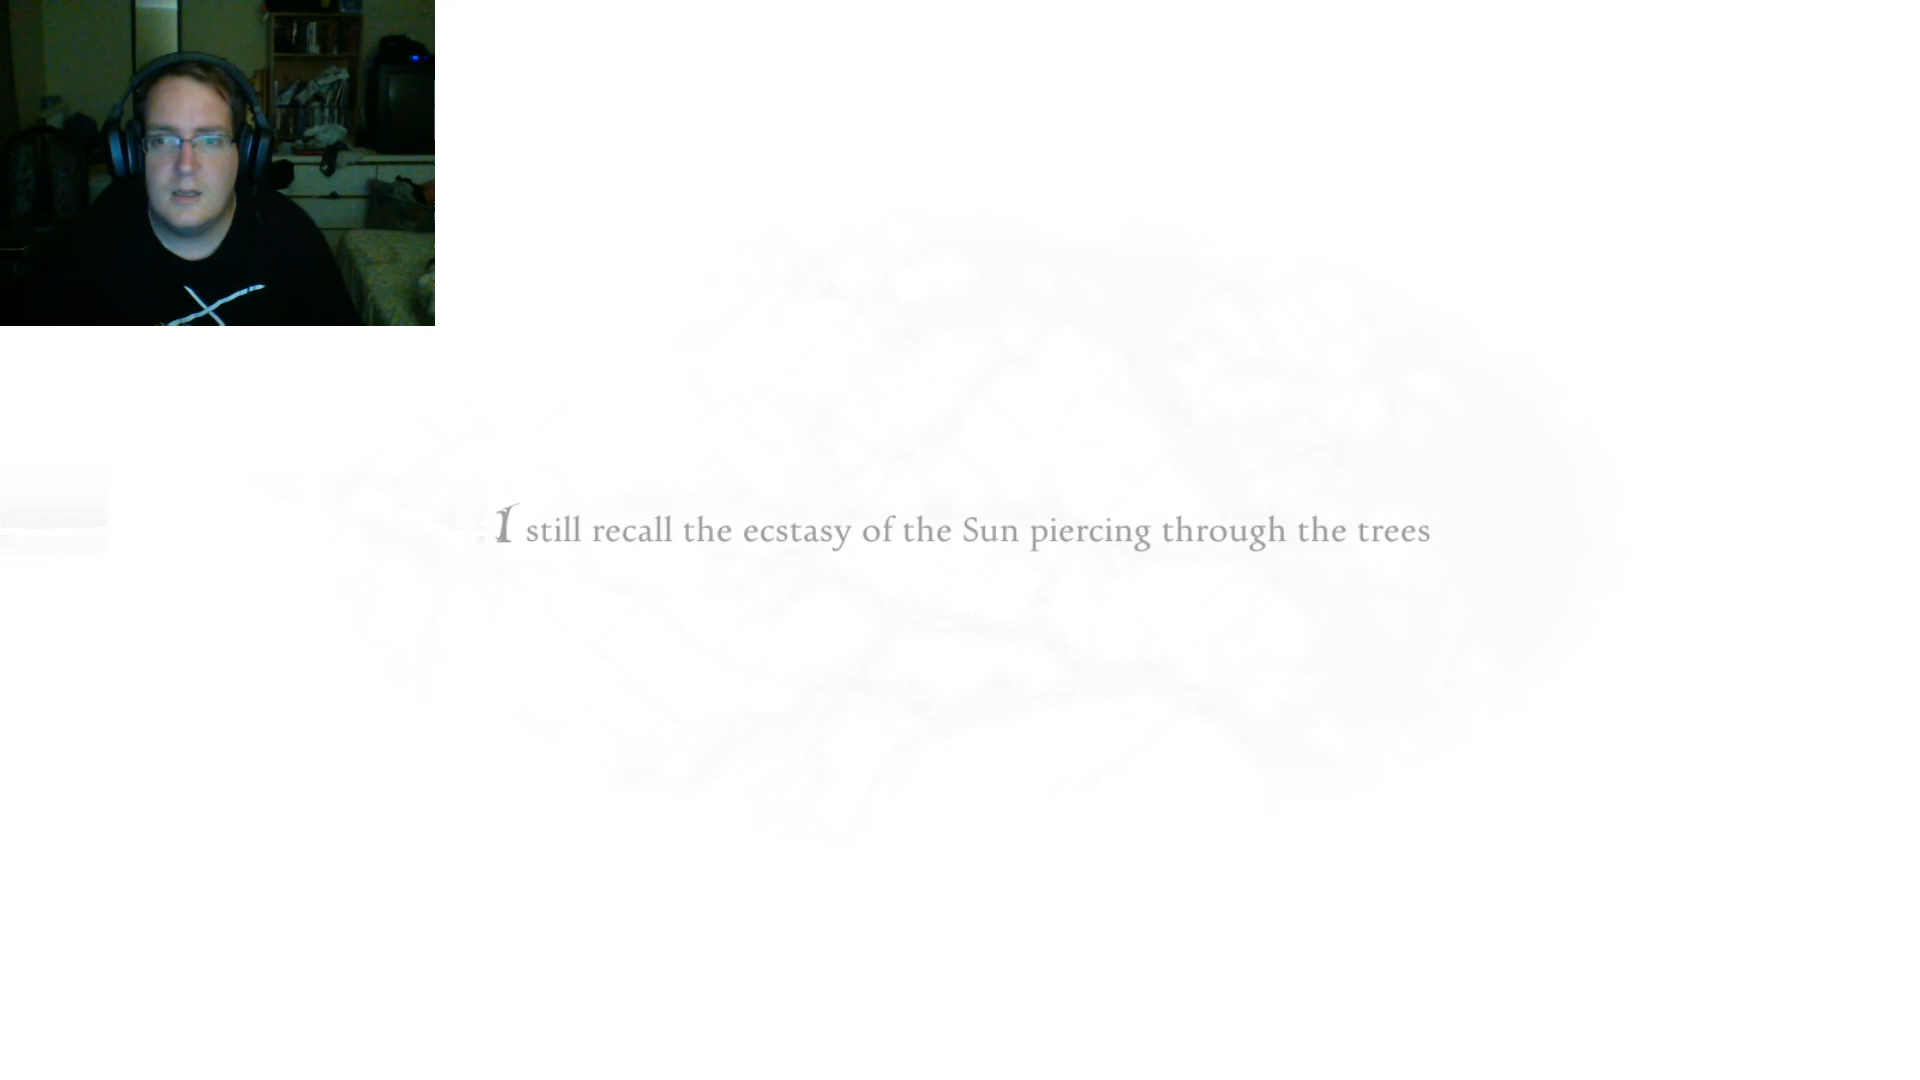 I still recall the ecstasy of the Sun piercing through the trees